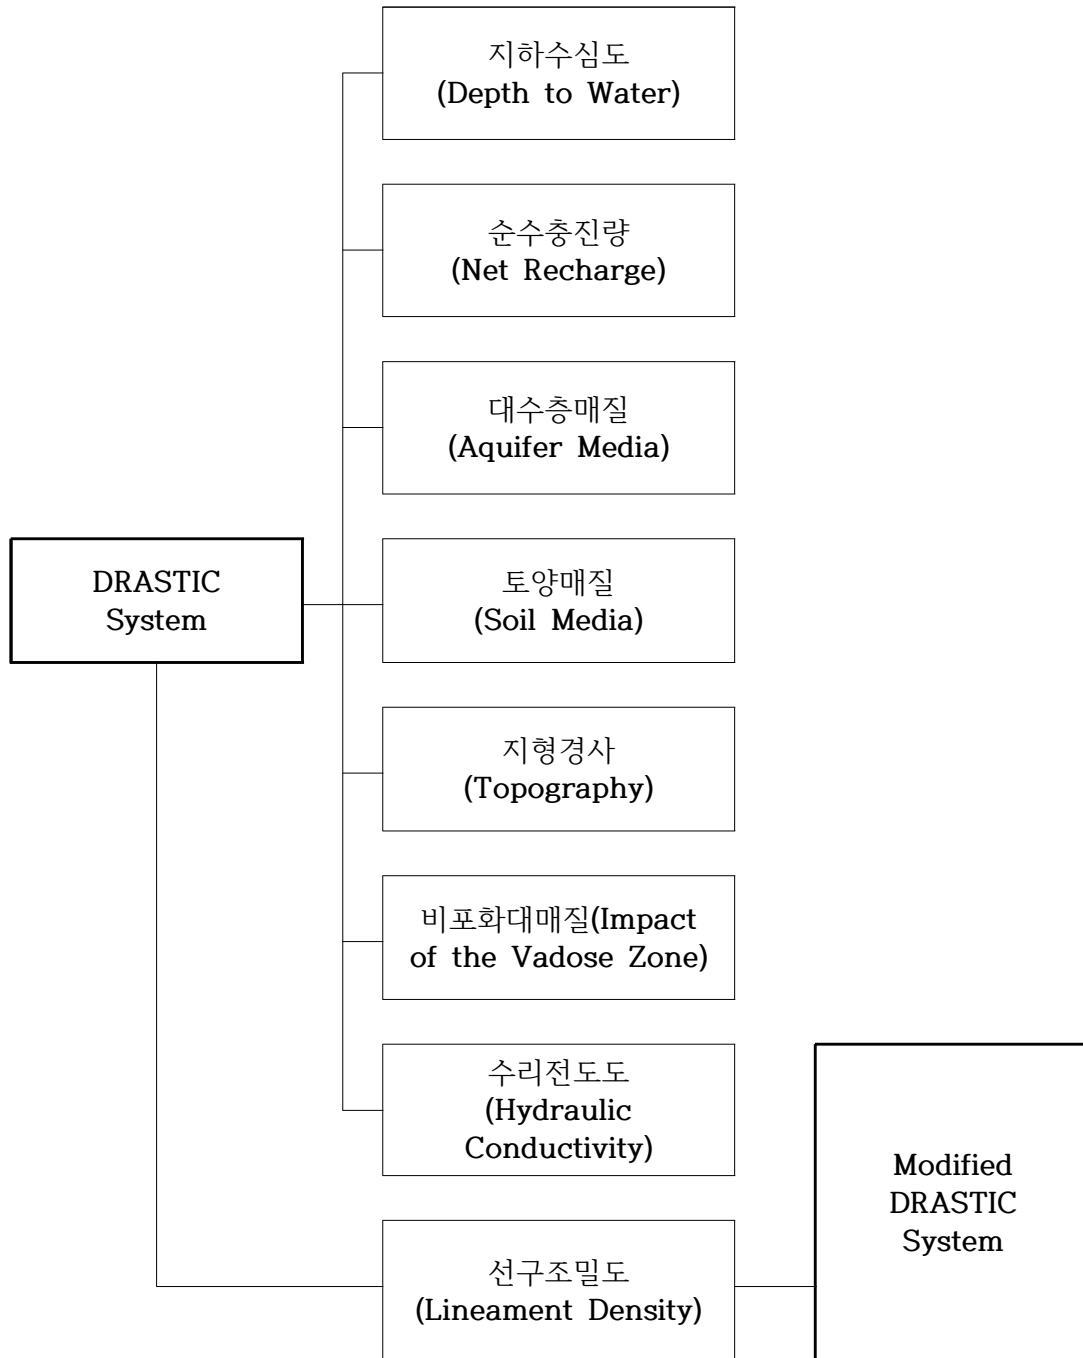 지하수심도
(Depth to Water)
순수충진량
(Net Recharge)
대수층매질
(Aquifer Media)
DRASTIC
System
토양매질
(Soil Media)
지형경사
(Topography)
비포화대매질(Impact
of the Vadose Zone)
수리전도도
(Hydraulic
Conductivity)
Modified
DRASTIC
System
선구조밀도
(Lineament Density)